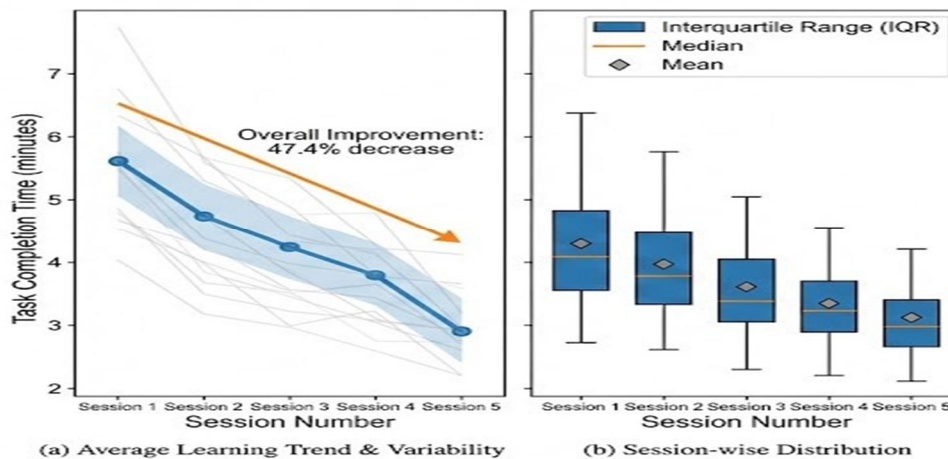 Task Completion Time (minutes)
7
6
5
4
3
2
Overall Improvement:
47.4% decrease
Session 1 Session 2 Session 3 Session 4 Session 5
Session Number
(a) Average Learning Trend & Variability
Interquartile Range (IQR)
Median
Mean
Session 1 Session 2 Session 3 Session 4 Session 5
Session Number
(b) Session-wise Distribution